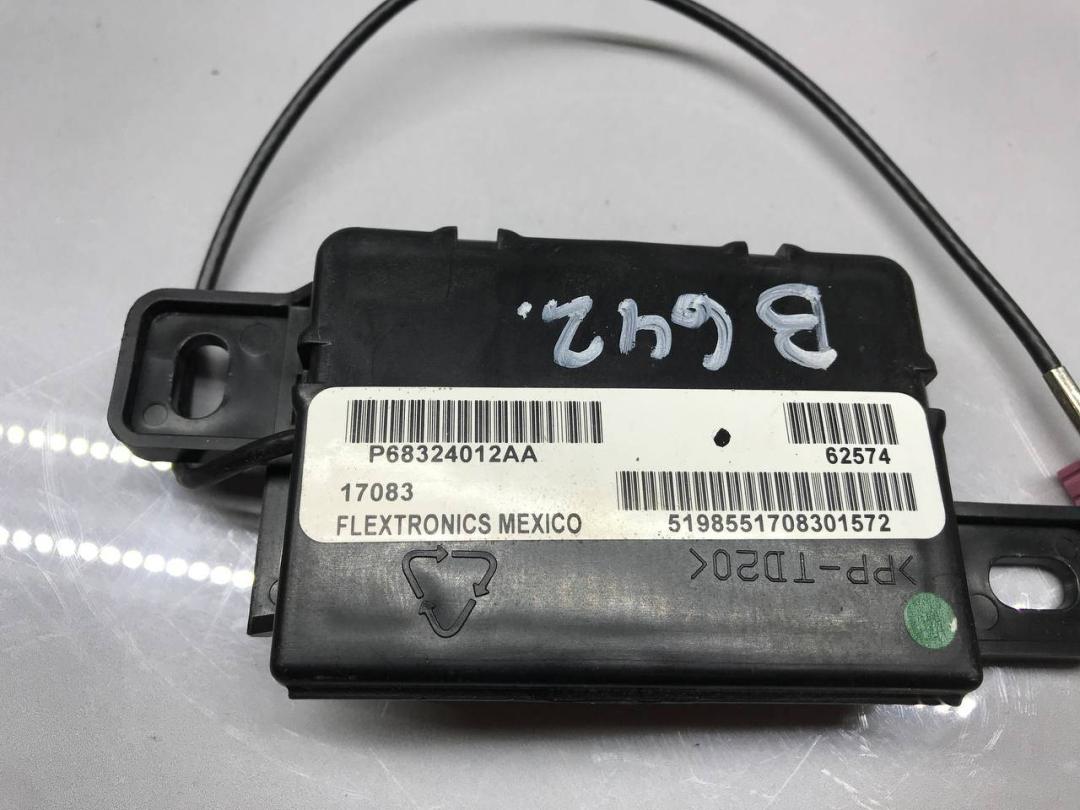 B642.
P68324012AA
62574
17083
5198551708301572
FLEXTRONICS MEXICO
>PP-TD20<